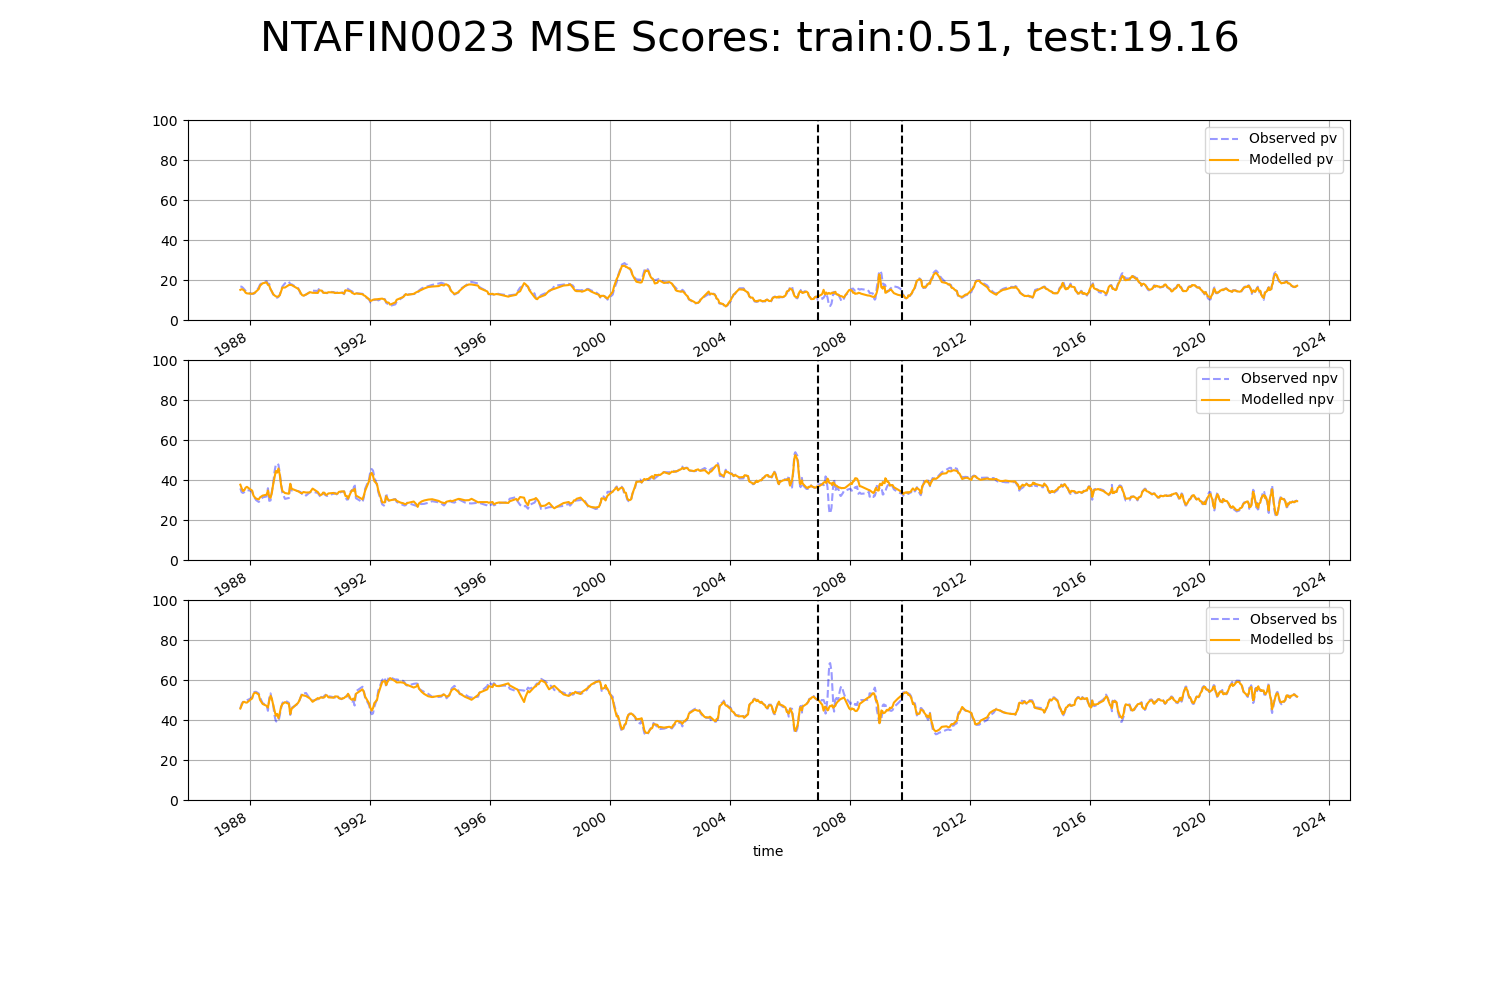 NTAFIN0023 MSE Scores: train:0.51, test:19.16
100
80
60
40
20
0
Observed pv
Modelled pv
1988 1992 1996 2000 2004 2008 2012 2016 2020 2024
100
80
60
40
20
0
Observed npv
Modelled npv
1988 1992 1996 2000 2004 2008 2012 2016 2020 2024
100
80
60
40
20
0
Observed bs
Modelled bs
1988 1992 1996 2000 2004 2008 2012 2016 2020 2024
time